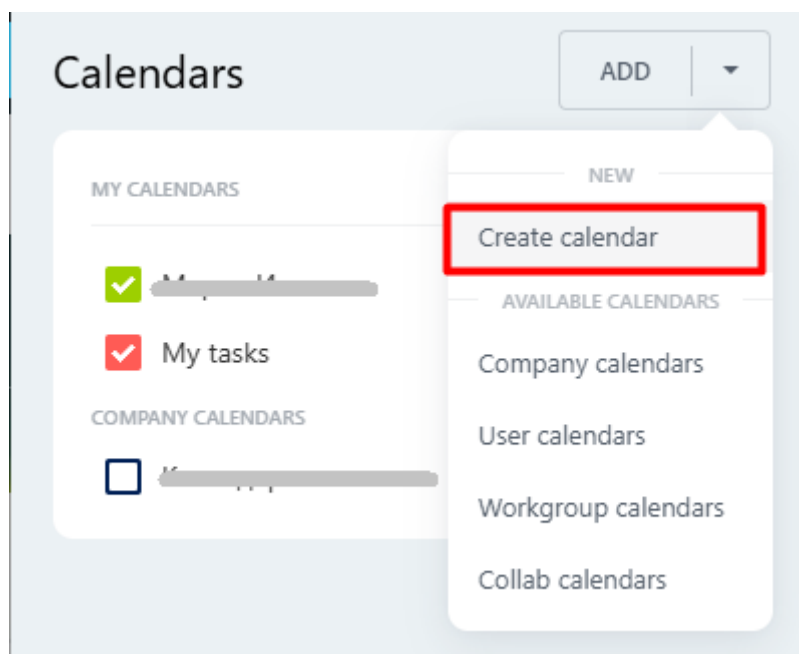 Calendars
ADD
MY CALENDARS
NEW
Create calendar
AVAILABLE CALENDARS
My tasks
Company calendars
COMPANY CALENDARS
User calendars
Workgroup calendars
Collab calendars